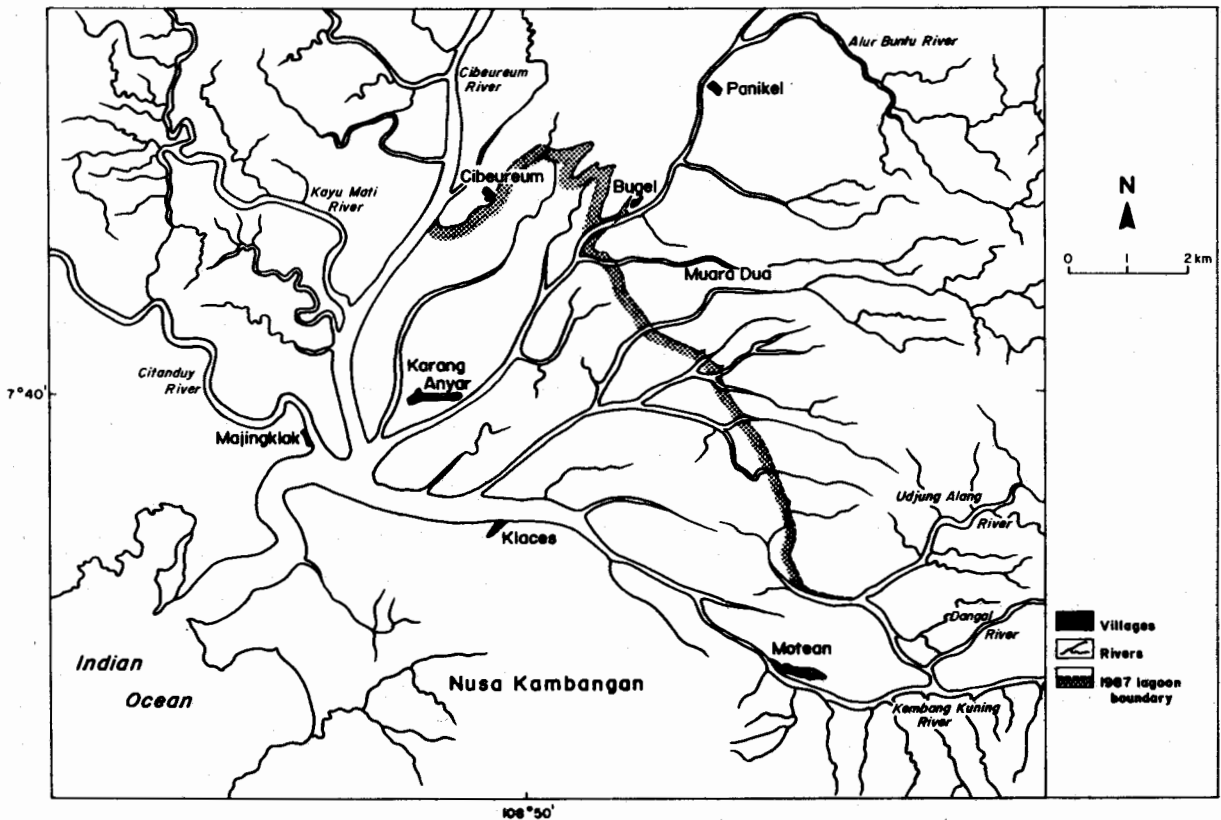 Alur Buntu River
Cibeureum
River
Panikel
N
Cibeureum
Bugel
Kayu Mati
River
0
2 km
Muara Dua
Citanduy
River
Karang
Anyar
7°40'
Majingklak
Udjung Alang
River
Klaces
Dangal
River
Villages
Motean
Rivers
Indian
Ocean
Nusa Kambangan
1987 lagoon
boundary
Kembang Kuning
River
108°50'